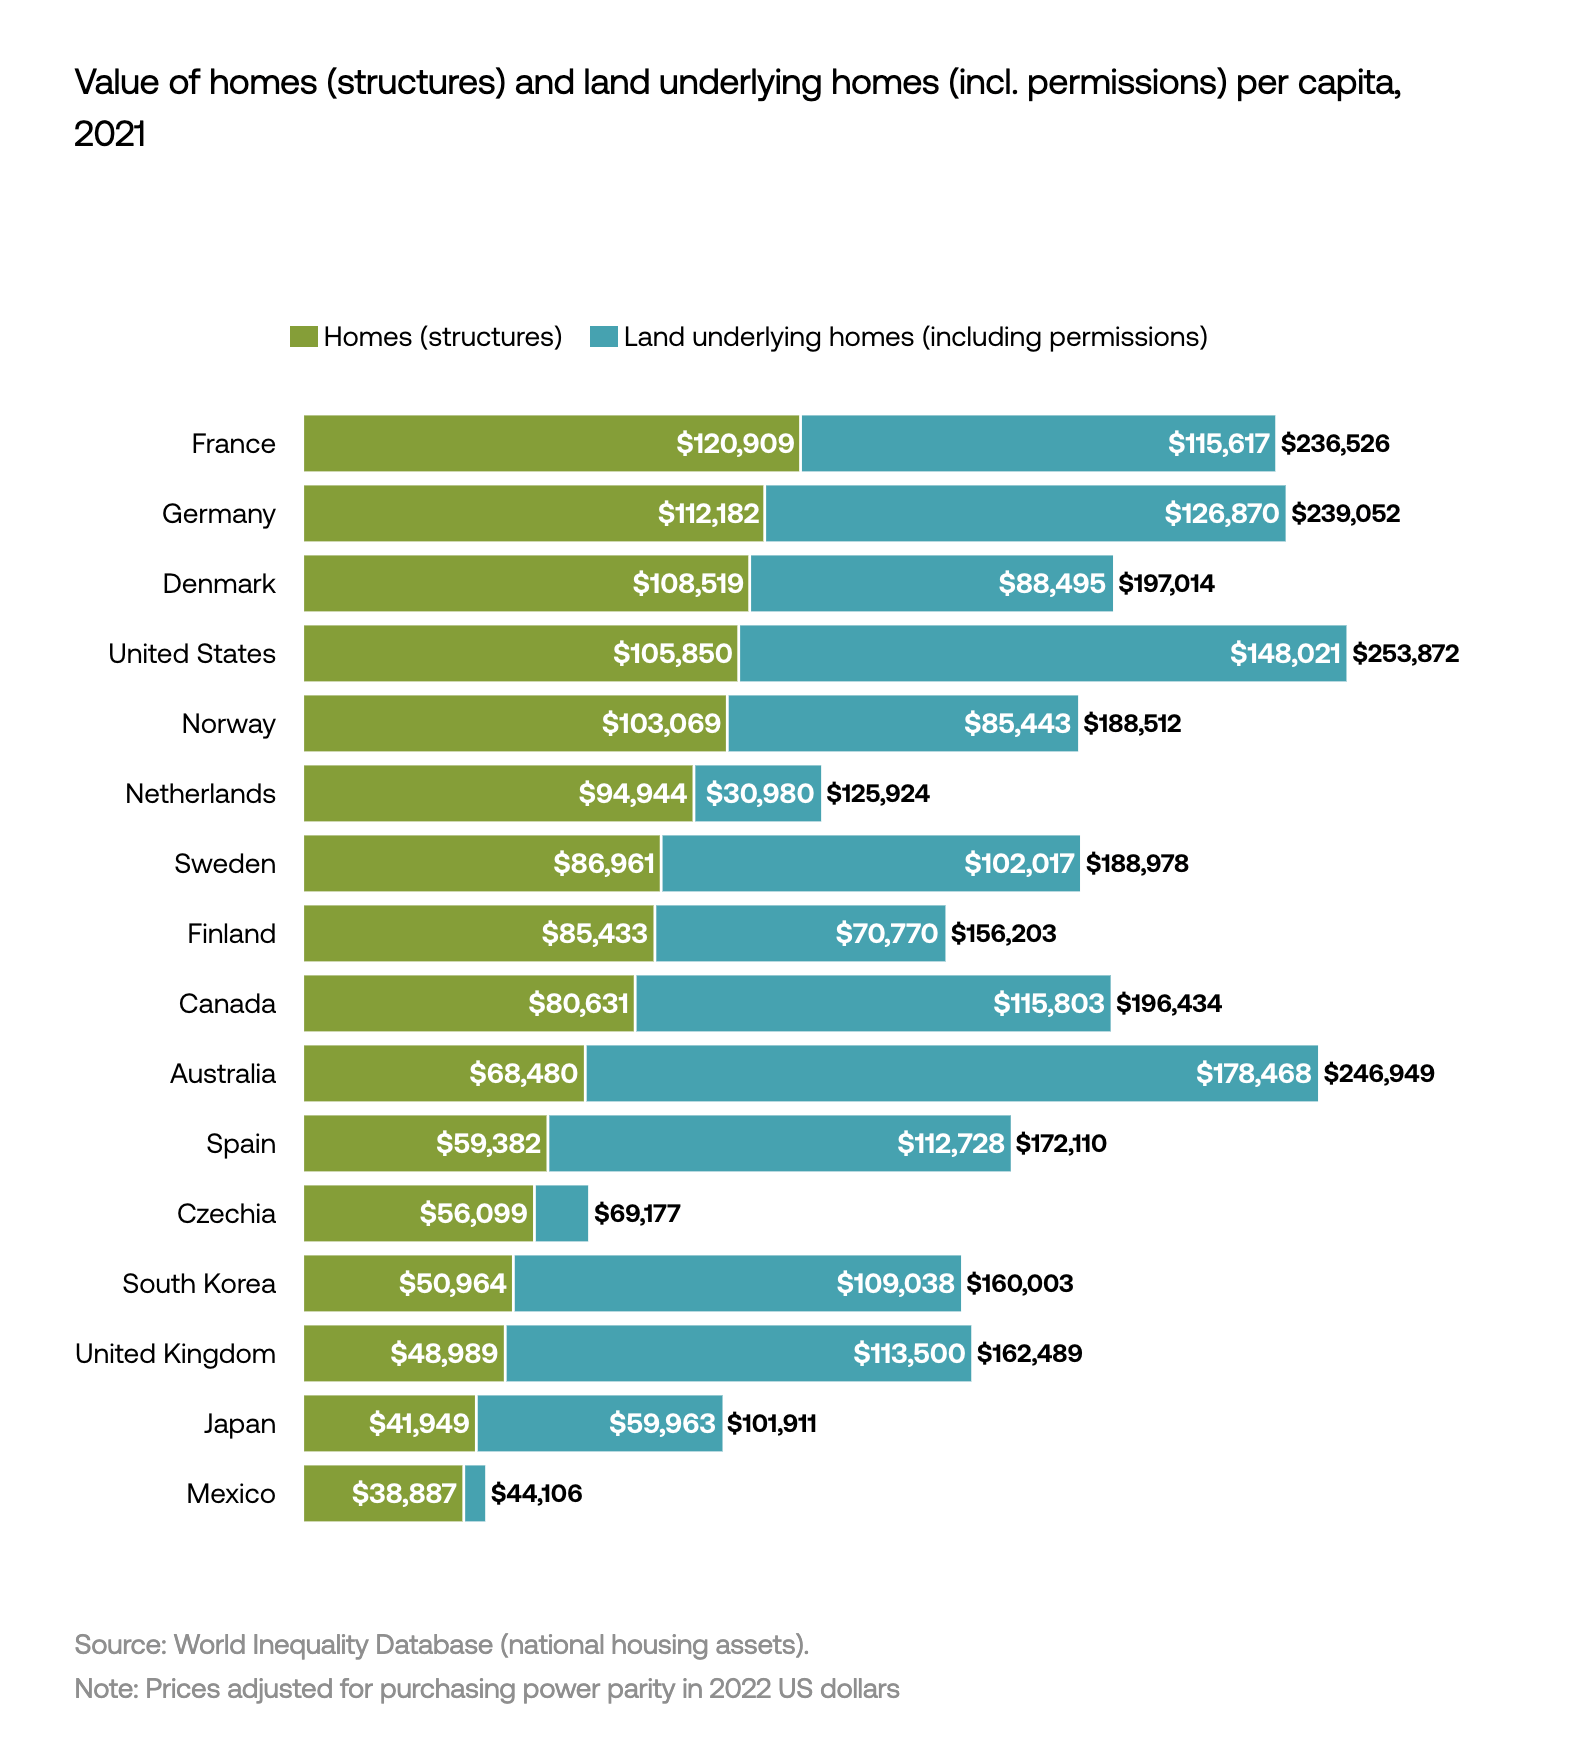 Value of homes (structures) and land underlying homes (incl. permissions) per capita,
2021
Homes (structures) Land underlying homes (including permissions)
France $120,909 $115,617 $236,526
Germany $112,182 $126,870 $239,052
Denmark $108,519 $88,495 $197,014
United States $105,850 $148,021 $253,872
Norway $103,069 $85,443 $188,512
Netherlands $94,944 $30,980 $125,924
Sweden $86,961 $102,017 $188,978
Finland $85,433 $70,770 $156,203
Canada $80,631 $115,803 $196,434
Australia $68,480 $178,468 $246,949
Spain $59,382 $112,728 $172,110
Czechia $56,099 $69,177
South Korea $50,964 $109,038 $160,003
United Kingdom $48,989 $113,500 $162,489
Japan $41,949 $59,963 $101,911
Mexico $38,887 $44,106
Source: World Inequality Database (national housing assets).
Note: Prices adjusted for purchasing power parity in 2022 US dollars